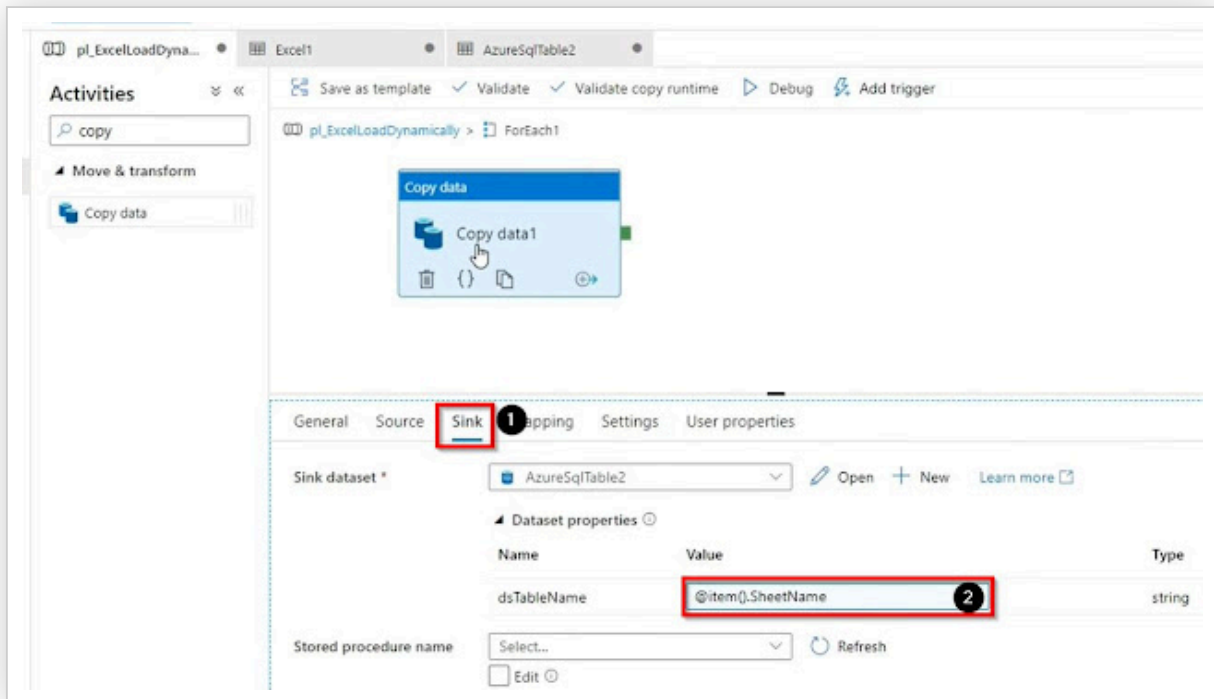 pl_ExcelLoadDyna... Excel1 AzureSqlTable2
Activities
Save as template Validate Validate copy runtime Debug Add trigger
copy
pl_ExcelLoadDynamically > ForEach1
Move & transform
Copy data
Copy data
Copy data1
General Source Sink 1 apping Settings User properties
Sink dataset * AzureSqlTable2 Open New Learn more
Dataset properties
Name Value Type
dsTableName @item().SheetName 2 string
Stored procedure name Select... Refresh
Edit